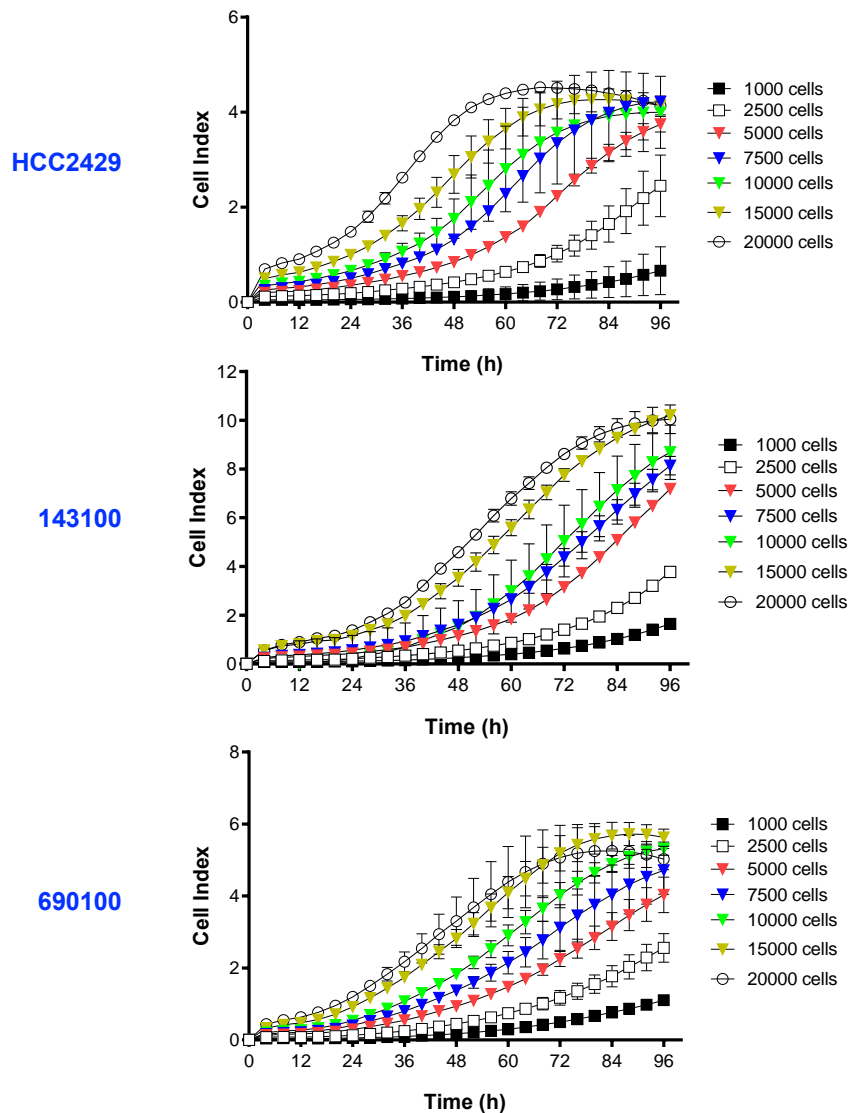 HCC2429
Cell Index
6
4
2
0
0 12 24 36 48 60 72 84 96
Time (h)
1000 cells
2500 cells
5000 cells
7500 cells
10000 cells
15000 cells
20000 cells
143100
Cell Index
12
10
8
6
4
2
0
0 12 24 36 48 60 72 84 96
Time (h)
1000 cells
2500 cells
5000 cells
7500 cells
10000 cells
15000 cells
20000 cells
690100
Cell Index
8
6
4
2
0
0 12 24 36 48 60 72 84 96
Time (h)
1000 cells
2500 cells
5000 cells
7500 cells
10000 cells
15000 cells
20000 cells